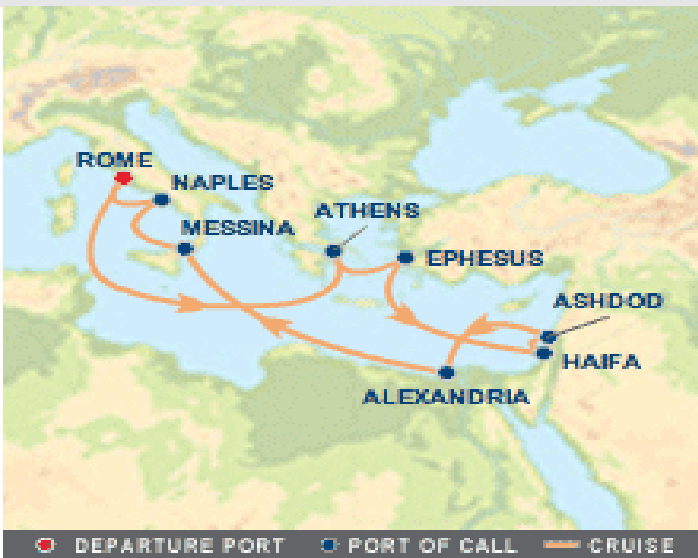 ROME
NAPLES
MESSINA
ATHENS
EPHESUS
ASHDOD
HAIFA
ALEXANDRIA
DEPARTURE PORT PORT OF CALL CRUISE